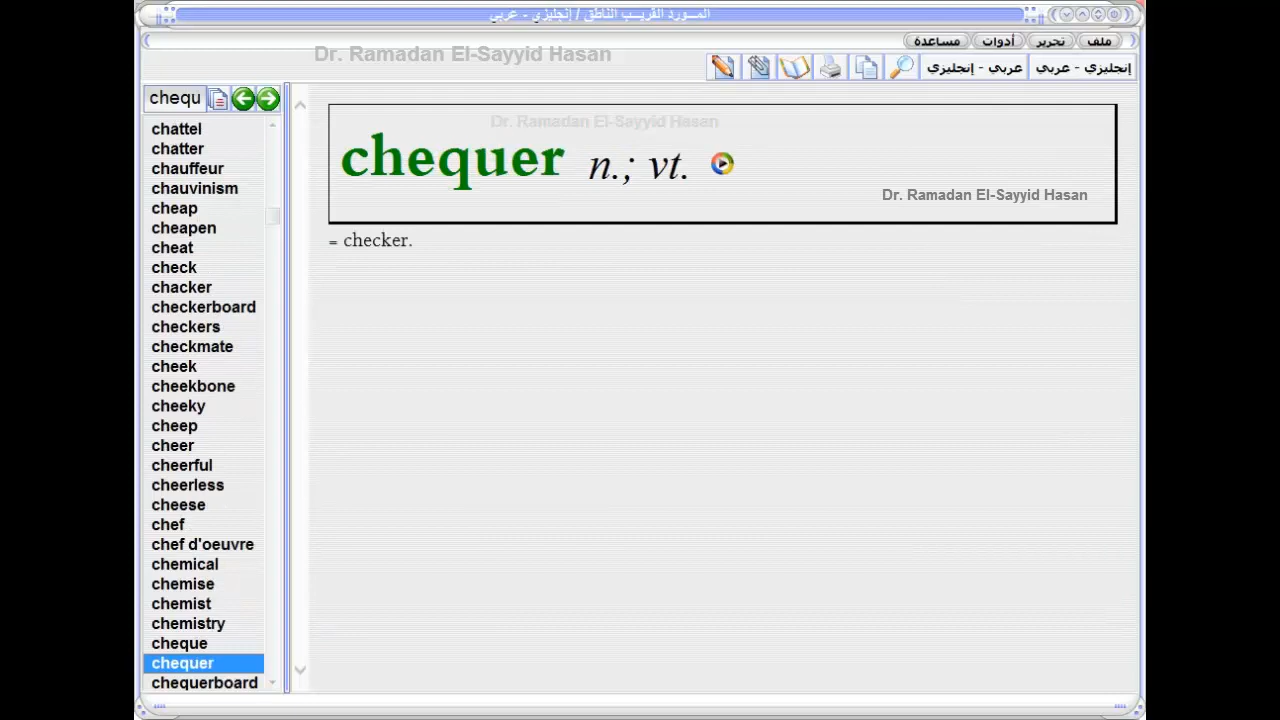 المـورد القريـب الناطق / إنجليزي - عربي
ملف تحرير أدوات مساعدة
Dr. Ramadan El-Sayyid Hasan
إنجليزي - عربي عربي - إنجليزي
chequ
chattel
chatter
chauffeur
chauvinism
cheap
cheapen
cheat
check
chacker
checkerboard
checkers
checkmate
cheek
cheekbone
cheeky
cheep
cheer
cheerful
cheerless
cheese
chef
chef d'oeuvre
chemical
chemise
chemist
chemistry
cheque
chequer
chequerboard
Dr. Ramadan El-Sayyid Hasan
chequer n.; vt.
Dr. Ramadan El-Sayyid Hasan
= checker.